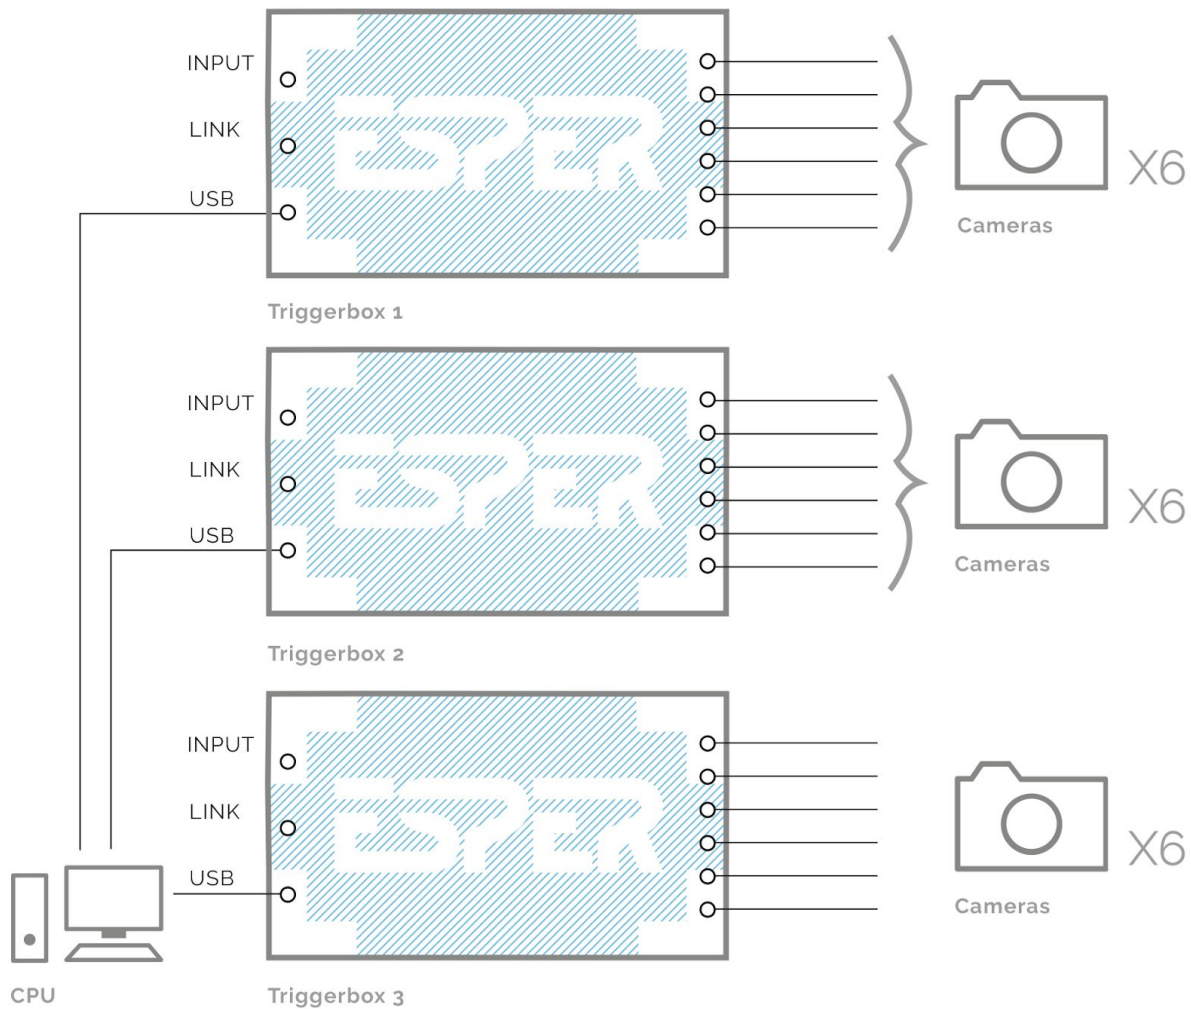 INPUT
LINK
USB
ESPER
X6
Cameras
Triggerbox 1
INPUT
LINK
USB
ESPER
X6
Cameras
Triggerbox 2
INPUT
LINK
USB
ESPER
X6
Cameras
CPU
Triggerbox 3